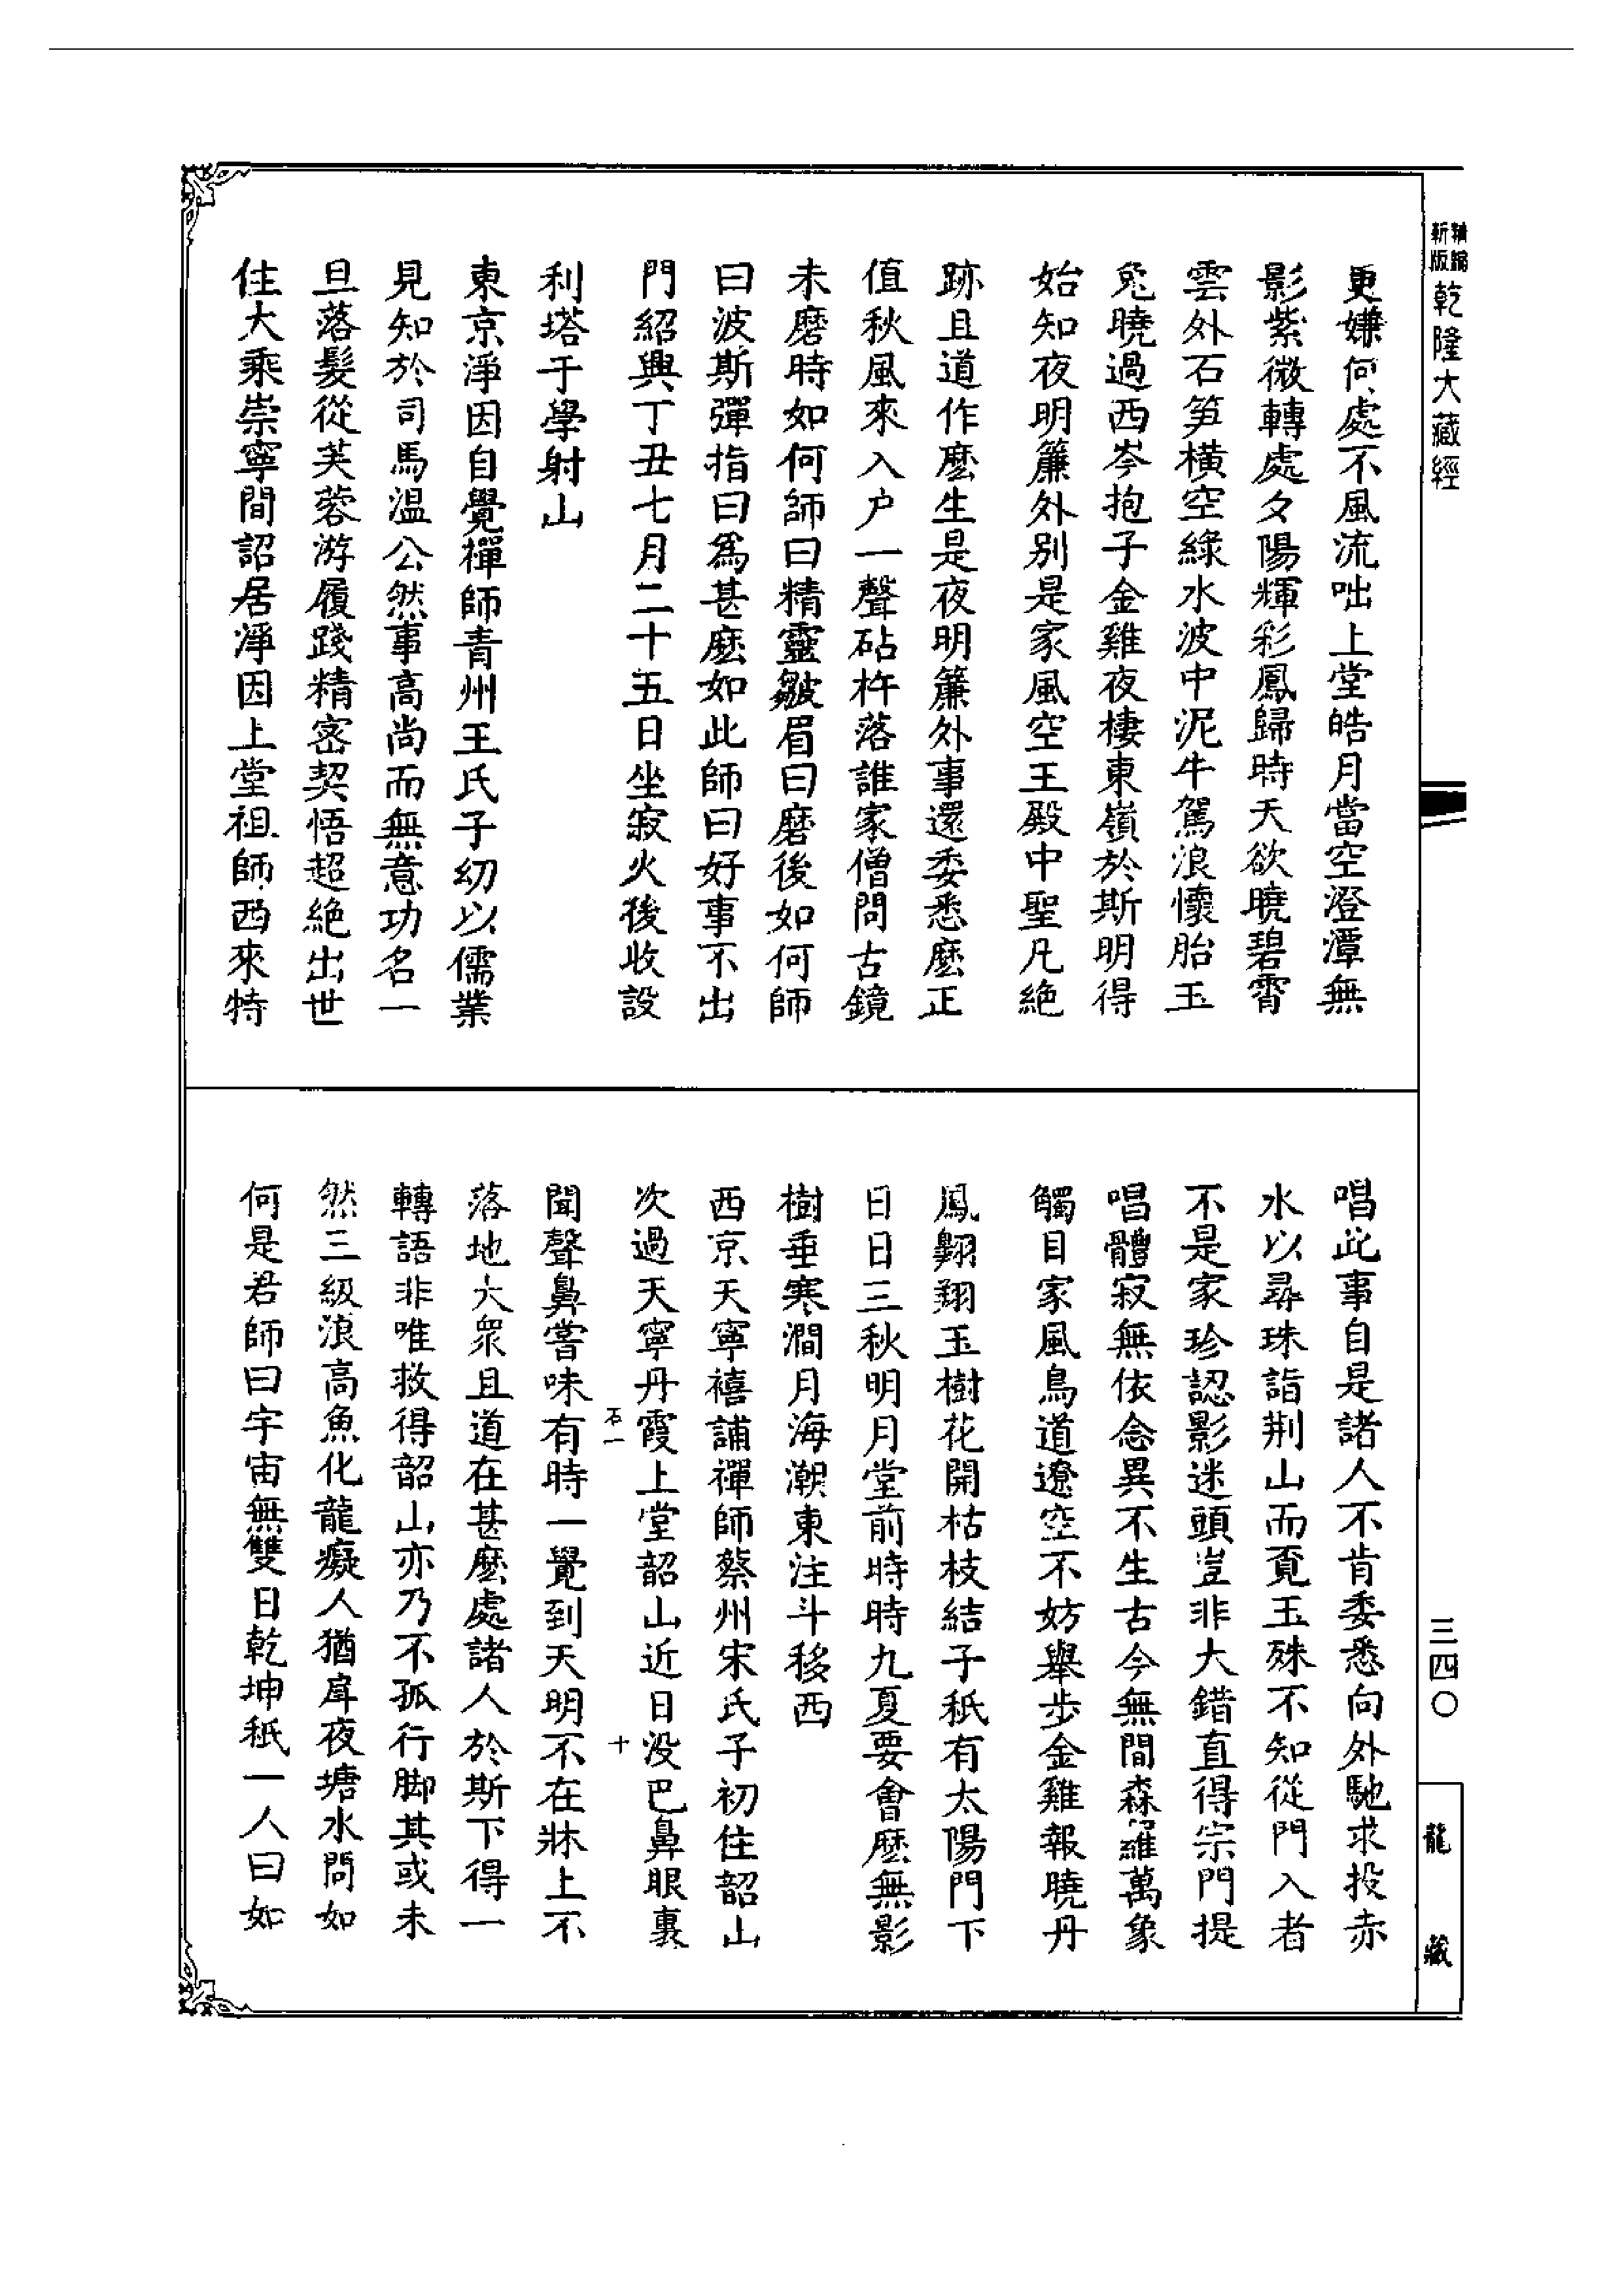 新版
乾隆大藏經
三四〇
龍藏
更嫌何處不風流咄上堂皓月當空澄潭無
影紫微轉處夕陽輝彩鳳歸時天欲曉碧霄
雲外石笋橫空綠水波中泥牛駕浪懷胎玉
兔曉過西岑抱子金雞夜棲東嶺於斯明得
始知夜明簾外別是家風空王殿中聖凡絕
跡且道作麽生是夜明簾外事還委悉麽正
值秋風來入户一聲砧杵落誰家僧問古鏡
未磨時如何師曰精靈皺眉曰磨後如何師
曰波斯彈指曰爲甚麽如此師曰好事不出
門紹興丁丑七月二十五日坐寂火後收設
利塔于學射山
東京淨因自覺禪師青州王氏子幼以儒業
見知於司馬温公然事高尚而無意功名一
旦落髮從芙蓉游履踐精密契悟超絕出世
住大乘崇寧間詔居淨因上堂祖師西來特
唱此事自是諸人不肯委悉向外馳求投赤
水以尋珠詣荆山而覓玉殊不知從門入者
不是家珍認影迷頭豈非大錯直得宗門提
唱體寂無依念異不生古今無間森羅萬象
觸目家風鳥道遼空不妨舉步金雞報曉丹
鳳翱翔玉樹花開枯枝結子秖有太陽門下
日日三秋明月堂前時時九夏要會麽無影
樹垂寒澗月海潮東注斗移西
西京天寧禧誧禪師蔡州宋氏子初住韶山
次過天寧丹霞上堂韶山近日没巴鼻眼裏
石一
十
聞聲鼻嘗味有時一覺到天明不在牀上不
落地大衆且道在甚麽處諸人於斯下得一
轉語非唯救得韶山亦乃不孤行脚其或未
然三級浪高魚化龍癡人猶戽夜塘水問如
何是君師曰宇宙無雙日乾坤秖一人曰如